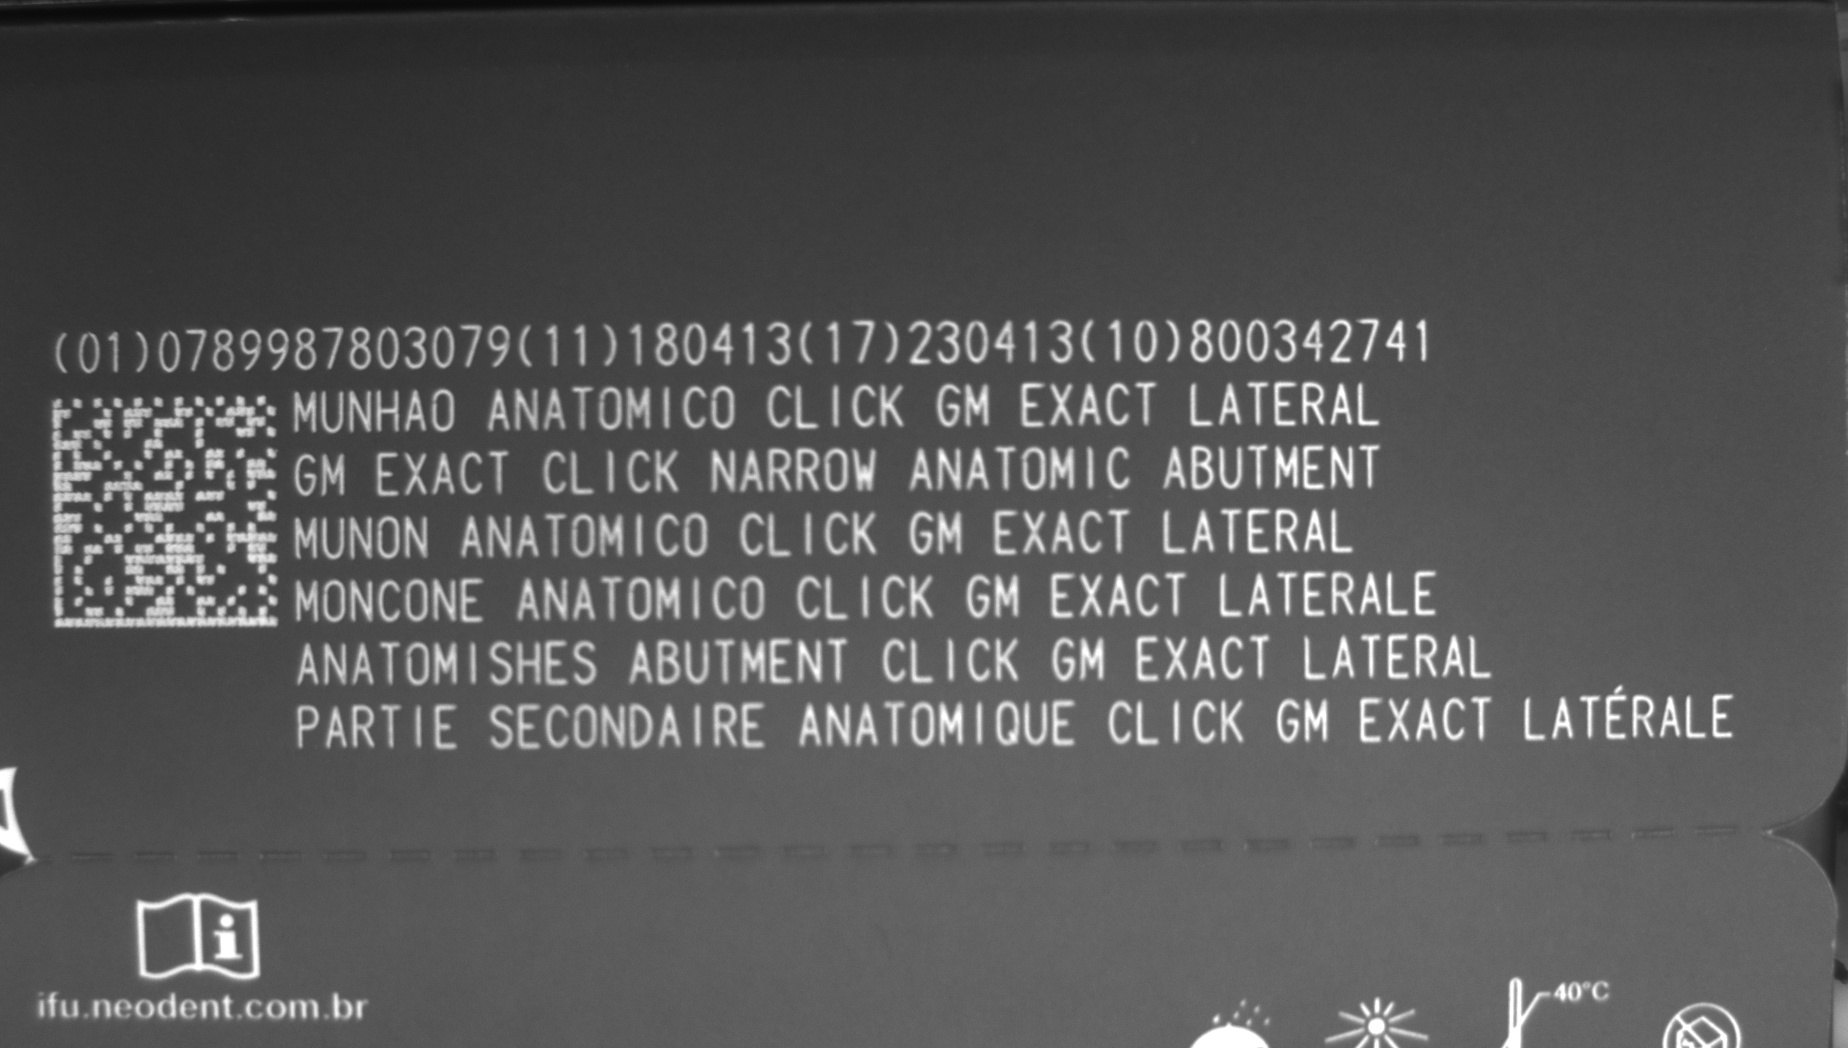 (01)0789987803079(11)180413(17)230413(10)800342741
MUNHAO ANATOMICO CLICK GM EXACT LATERAL
GM EXACT CLICK NARROW ANATOMIC ABUTMENT
MUNON ANATOMICO CLICK GM EXACT LATERAL
MONCONE ANATOMICO CLICK GM EXACT LATERALE
ANATOMISHES ABUTMENT CLICK GM EXACT LATERAL
PARTIE SECONDAIRE ANATOMIQUE CLICK GM EXACT LATÉRALE
i
ifu.neodent.com.br
40°C